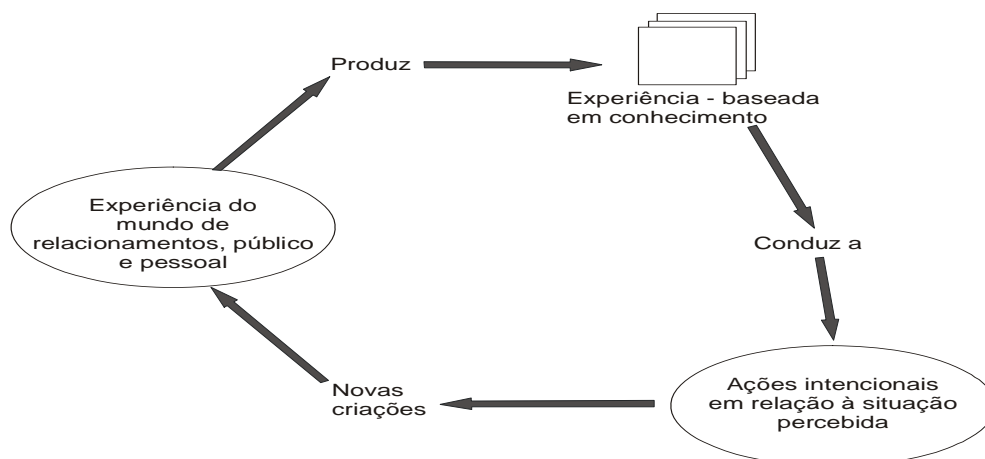 Produz
Experiência - baseada
em conhecimento
Conduz a
Ações intencionais
em relação à situação
percebida
Novas
criações
Experiência do
mundo de
relacionamentos, público
e pessoal